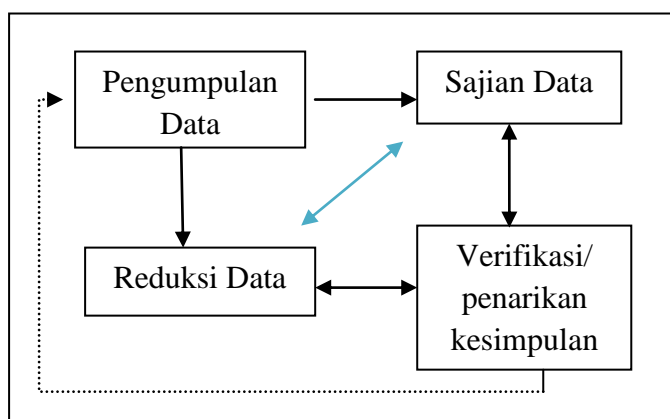 Pengumpulan
Data
Sajian Data
Reduksi Data
Verifikasi/
penarikan
kesimpulan